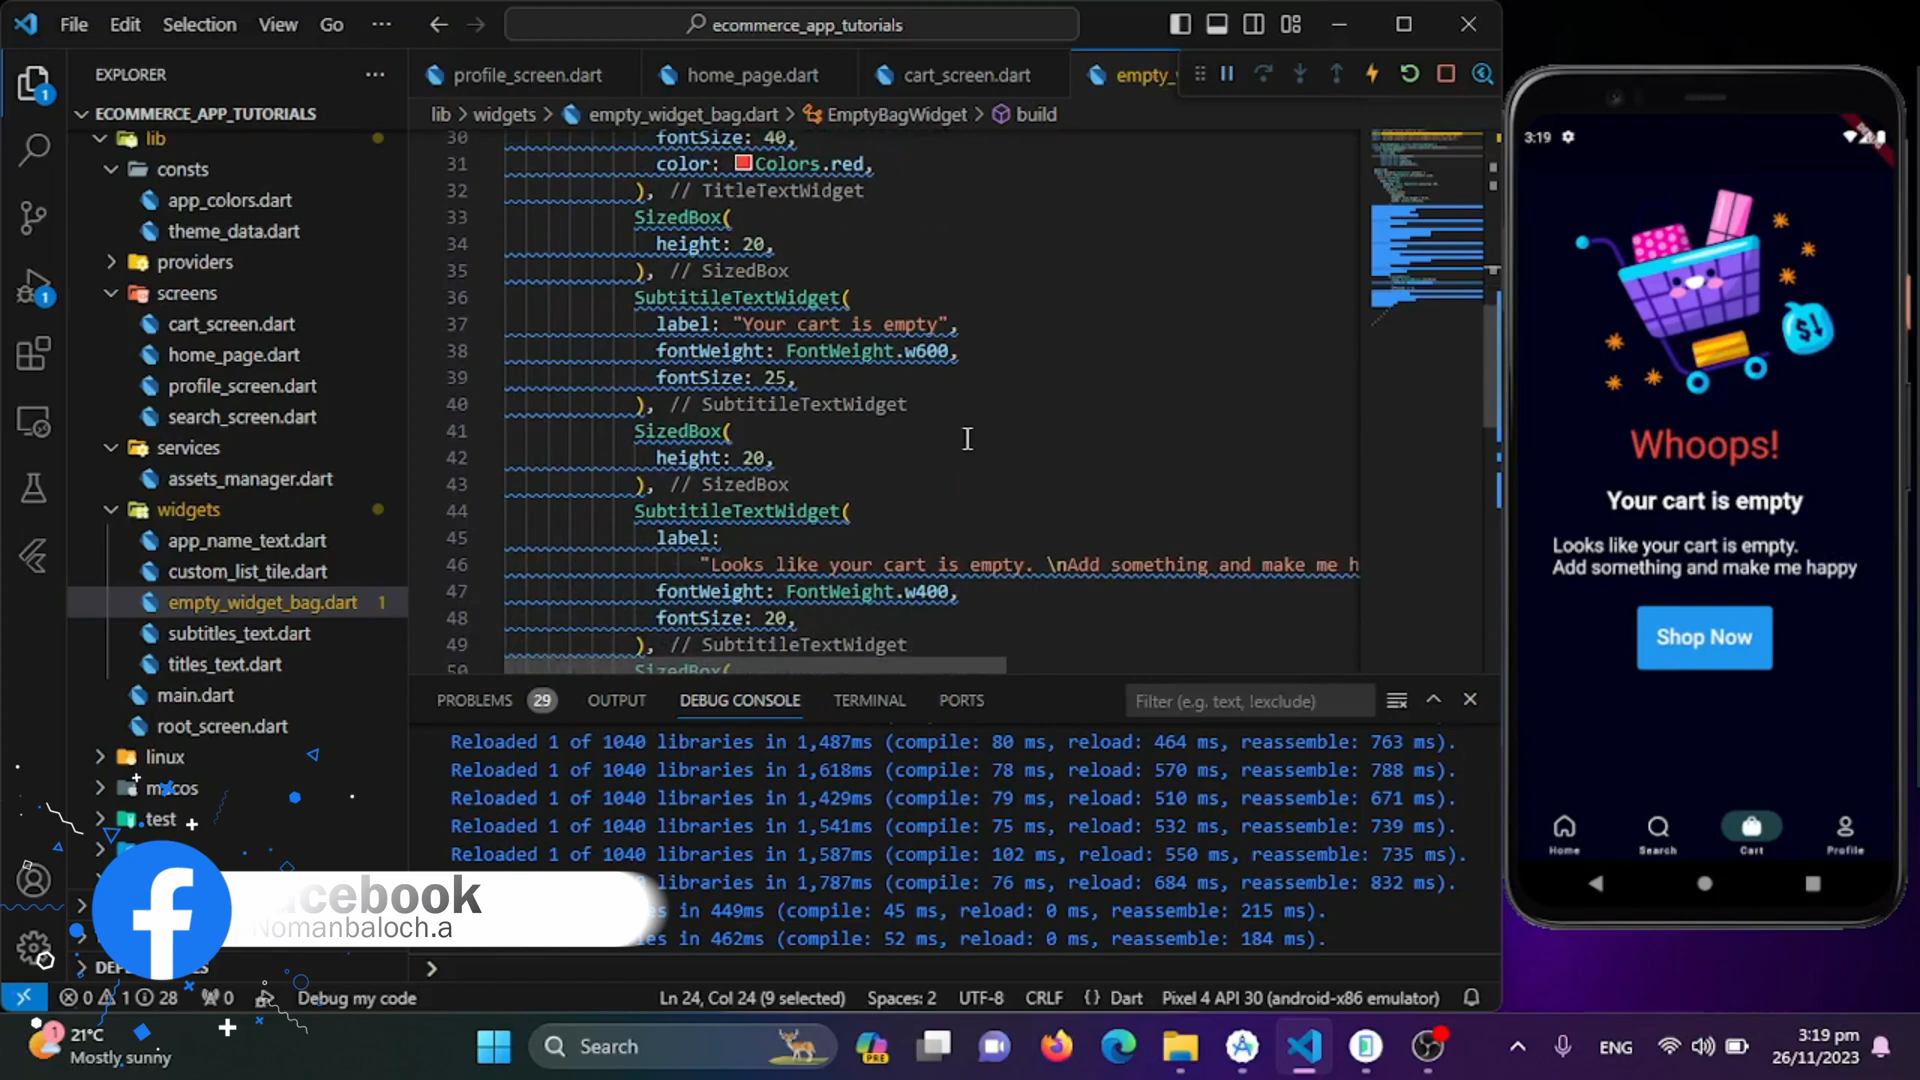 File Edit Selection View Go ···
ecommerce_app_tutorials
EXPLORER
ECOMMERCE_APP_TUTORIALS
lib
consts
app_colors.dart
theme_data.dart
providers
screens
cart_screen.dart
home_page.dart
profile_screen.dart
search_screen.dart
services
assets_manager.dart
widgets
app_name_text.dart
custom_list_tile.dart
empty_widget_bag.dart 1
subtitles_text.dart
titles_text.dart
main.dart
root_screen.dart
linux
macos
test
1
1
profile_screen.dart home_page.dart cart_screen.dart empty_
lib > widgets > empty_widget_bag.dart > EmptyBagWidget > build
30 fontSize: 40,
31 color: Colors.red,
32 ), // TitleTextWidget
33 SizedBox(
34 height: 20,
35 ), // SizedBox
36 SubtitileTextWidget(
37 label: "Your cart is empty",
38 fontWeight: FontWeight.w600,
39 fontSize: 25,
40 ), // SubtitileTextWidget
41 SizedBox(
42 height: 20,
43 ), // SizedBox
44 SubtitileTextWidget(
45 label:
46 "Looks like your cart is empty. \nAdd something and make me h
47 fontWeight: FontWeight.w400,
48 fontSize: 20,
49 ), // SubtitileTextWidget
50 SizedBox(
PROBLEMS 29 OUTPUT DEBUG CONSOLE TERMINAL PORTS
Filter (e.g. text, !exclude)
Reloaded 1 of 1040 libraries in 1,487ms (compile: 80 ms, reload: 464 ms, reassemble: 763 ms).
Reloaded 1 of 1040 libraries in 1,618ms (compile: 78 ms, reload: 570 ms, reassemble: 788 ms).
Reloaded 1 of 1040 libraries in 1,429ms (compile: 79 ms, reload: 510 ms, reassemble: 671 ms).
Reloaded 1 of 1040 libraries in 1,541ms (compile: 75 ms, reload: 532 ms, reassemble: 739 ms).
Reloaded 1 of 1040 libraries in 1,587ms (compile: 102 ms, reload: 550 ms, reassemble: 735 ms).
libraries in 1,787ms (compile: 76 ms, reload: 684 ms, reassemble: 832 ms).
es in 449ms (compile: 45 ms, reload: 0 ms, reassemble: 215 ms).
ies in 462ms (compile: 52 ms, reload: 0 ms, reassemble: 184 ms).
acebook
Nomanbaloch.a
0 1 28 0 Debug my code
Ln 24, Col 24 (9 selected) Spaces: 2 UTF-8 CRLF {} Dart Pixel 4 API 30 (android-x86 emulator)
3:19
Whoops!
Your cart is empty
Looks like your cart is empty.
Add something and make me happy
Shop Now
Home Search Cart Profile
1
21°C
Mostly sunny
Search
PRE
ENG
3:19 pm
26/11/2023